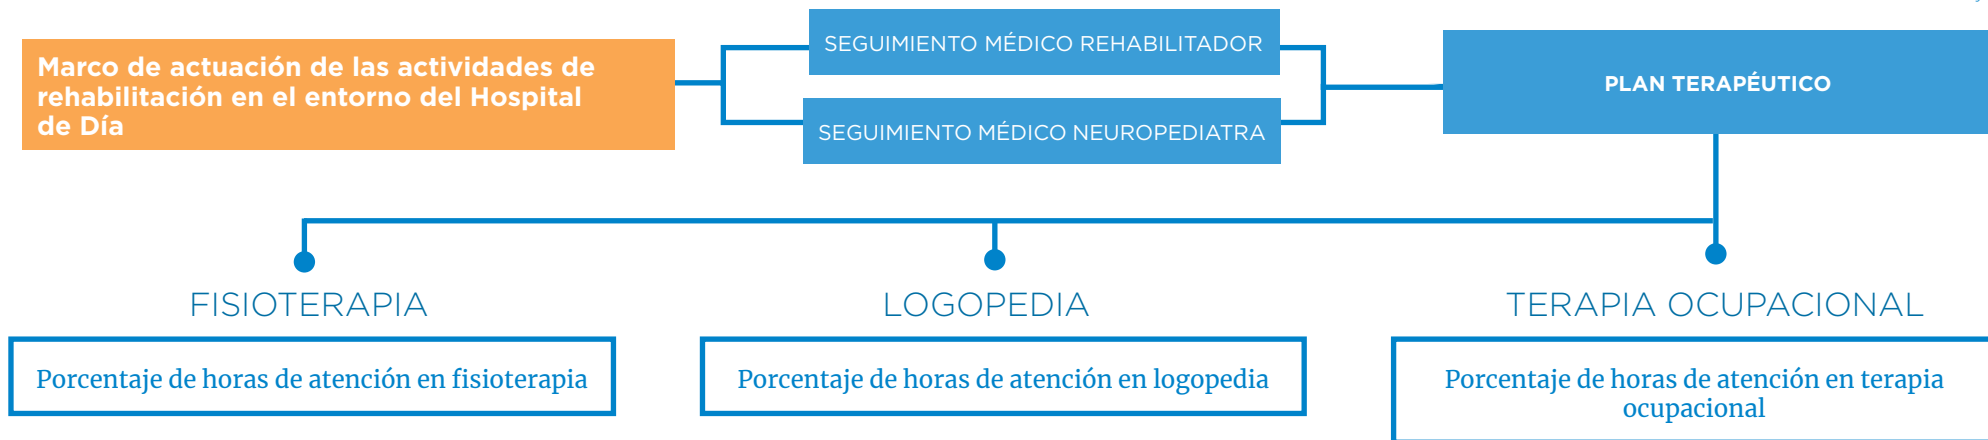 Marco de actuación de las actividades de
rehabilitación en el entorno del Hospital
de Día
SEGUIMIENTO MÉDICO REHABILITADOR
SEGUIMIENTO MÉDICO NEUROPEDIATRA
PLAN TERAPÉUTICO
FISIOTERAPIA
LOGOPEDIA
TERAPIA OCUPACIONAL
Porcentaje de horas de atención en fisioterapia
Porcentaje de horas de atención en logopedia
Porcentaje de horas de atención en terapia
ocupacional